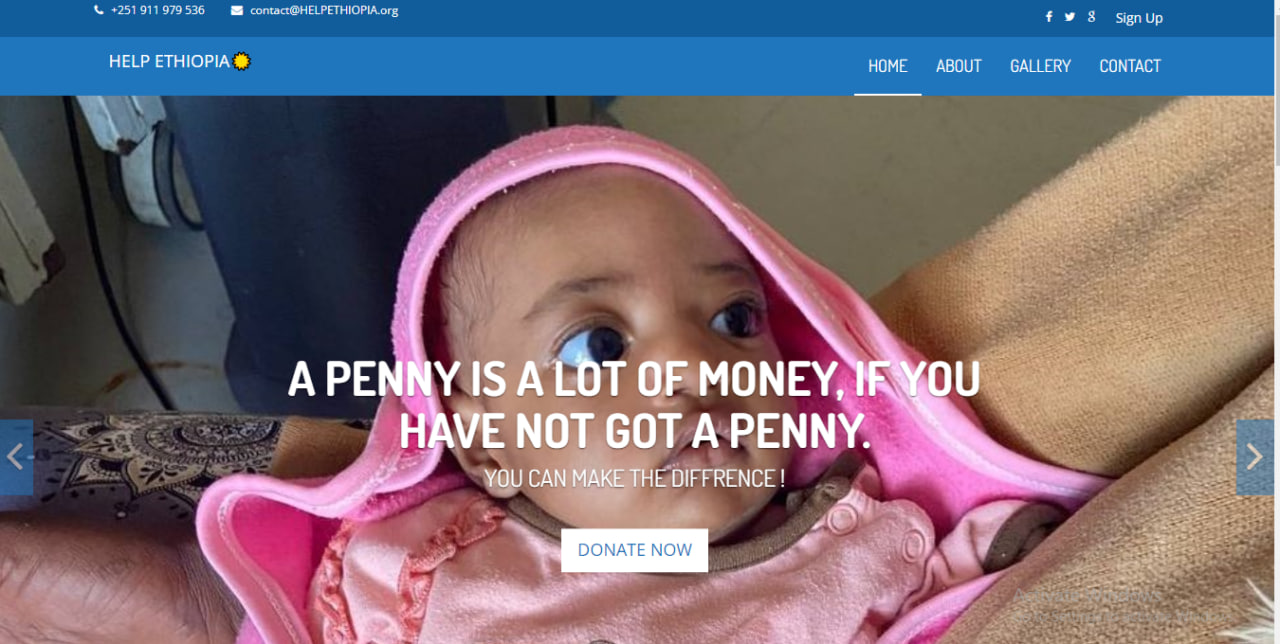 +251 911 979 536 contact@HELPETHIOPIA.org Sign Up
HELP ETHIOPIA HOME ABOUT GALLERY CONTACT
A PENNY IS A LOT OF MONEY, IF YOU
HAVE NOT GOT A PENNY.
YOU CAN MAKE THE DIFFRENCE !
DONATE NOW